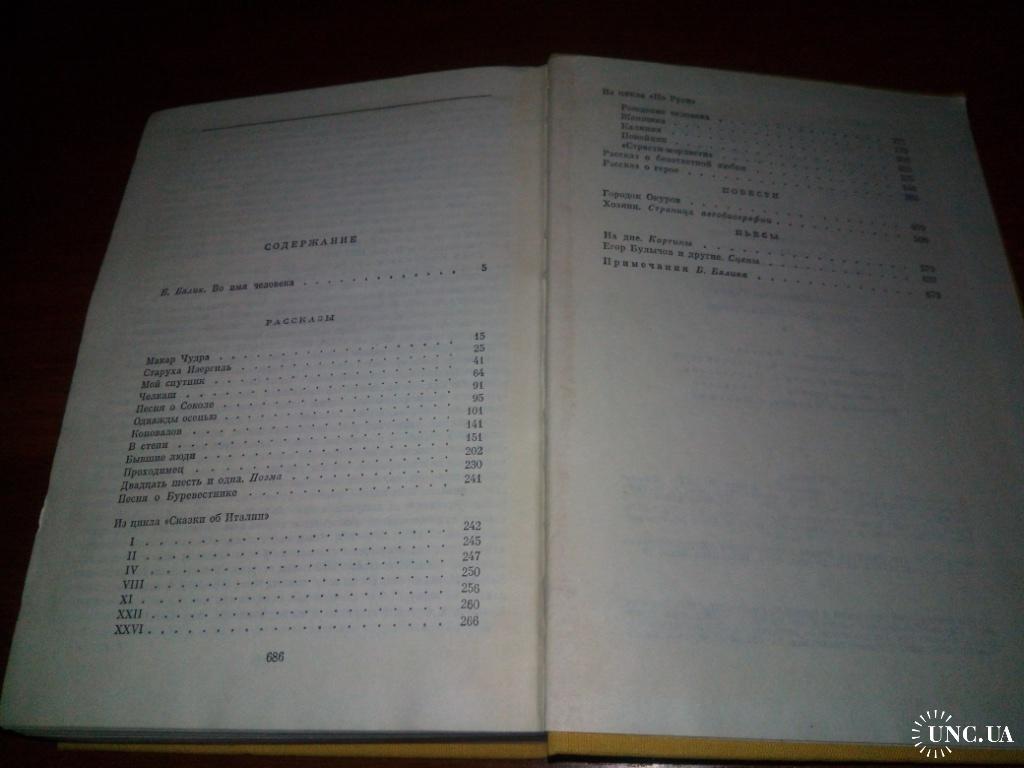 СОДЕРЖАНИЕ
Б. Бялик. Во имя человека 5
РАССКАЗЫ
Макар Чудра 15
Старуха Изергиль 25
Мой спутник 41
Челкаш 64
Песня о Соколе 91
Однажды осенью 95
Коновалов 101
В степи 141
Бывшие люди 151
Проходимец 202
Двадцать шесть и одна. Поэма 230
Песня о Буревестнике 241
Из цикла «Сказки об Италии»
I 242
II 245
IV 247
VIII 250
XI 256
XXII 260
XXVI 266
686
Из цикла «По Руси»
Рождение человека
Калинин
Покойник
«Страсти-мордасти»
Рассказ о безответной любви
Рассказ о герое
ПОВЕСТИ
Городок Окуров
Хозяин. Страница автобиографии
ПЬЕСЫ
На дне. Картины
Егор Булычов и другие. Сцены
Примечания Б. Бялика
UNC.UA